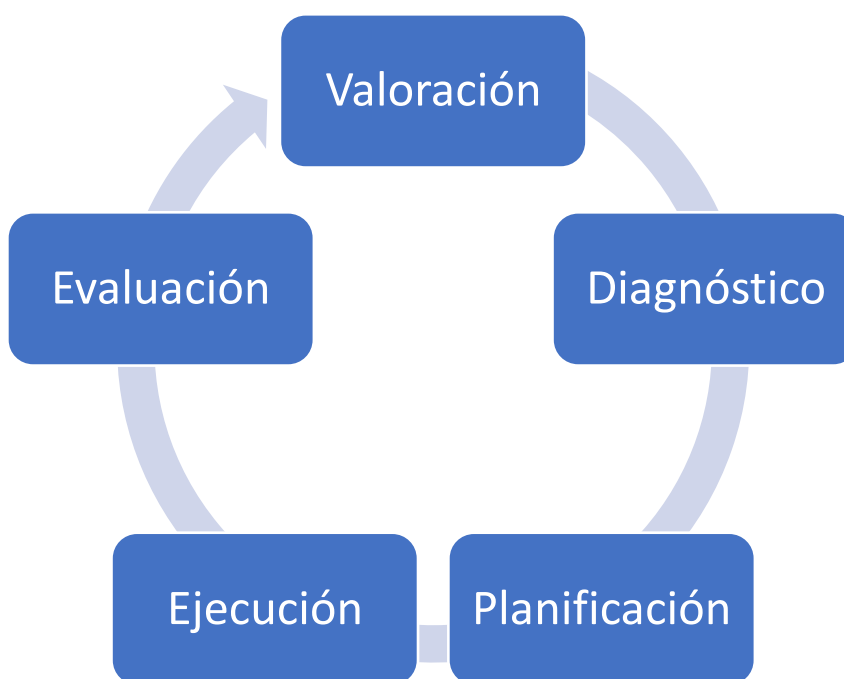 Valoración
Diagnóstico
Planificación
Ejecución
Evaluación